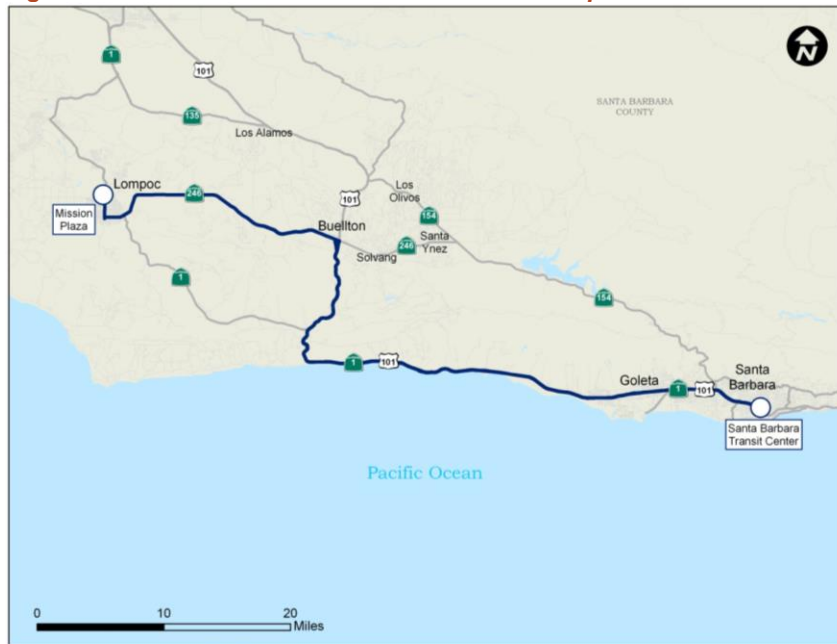 1
101
SANTA BARBARA
COUNTY
135
Los Alamos
Lompoc
246
101
Los
Olivos
Mission
Plaza
154
Buellton
Santa
Ynez
246
Solvang
1
154
1
101
Goleta
1
101
Santa
Barbara
Santa Barbara
Transit Center
Pacific Ocean
0
10
20
Miles
N